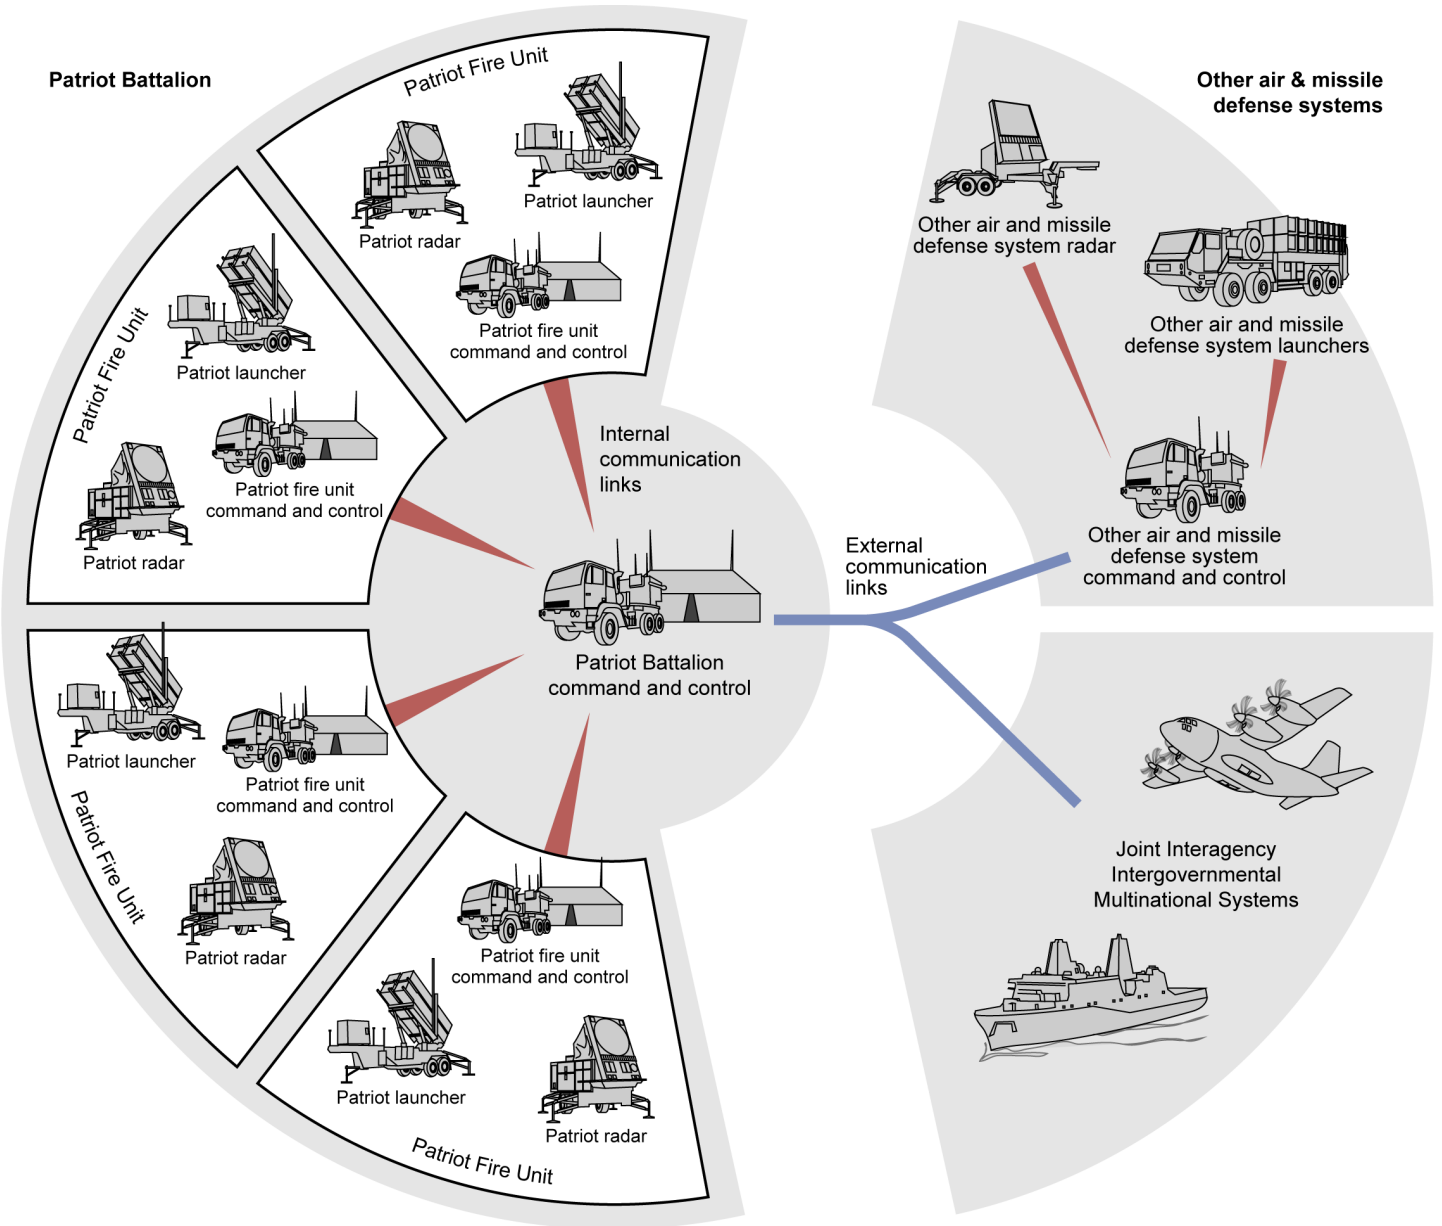 Patriot Battalion
Patriot Fire Unit
Patriot launcher
Patriot radar
Patriot fire unit
command and control
Patriot Fire Unit
Patriot launcher
Patriot fire unit
command and control
Patriot radar
Patriot launcher
Patriot fire unit
command and control
Patriot Fire Unit
Patriot radar
Patriot fire unit
command and control
Patriot launcher
Patriot radar
Patriot Fire Unit
Internal
communication
links
Patriot Battalion
command and control
External
communication
links
Other air & missile
defense systems
Other air and missile
defense system radar
Other air and missile
defense system launchers
Other air and missile
defense system
command and control
Joint Interagency
Intergovernmental
Multinational Systems